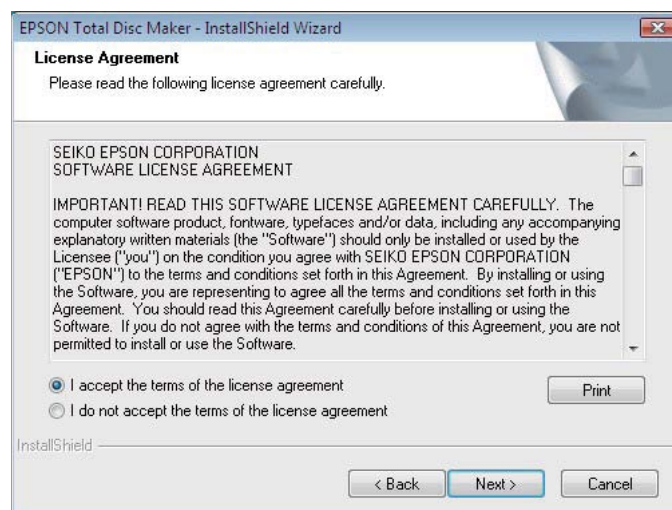 EPSON Total Disc Maker - InstallShield Wizard
License Agreement
Please read the following license agreement carefully.
SEIKO EPSON CORPORATION
SOFTWARE LICENSE AGREEMENT
IMPORTANT! READ THIS SOFTWARE LICENSE AGREEMENT CAREFULLY. The
computer software product, fontware, typefaces and/or data, including any accompanying
explanatory written materials (the "Software") should only be installed or used by the
Licensee ("you") on the condition you agree with SEIKO EPSON CORPORATION
("EPSON") to the terms and conditions set forth in this Agreement. By installing or using
the Software, you are representing to agree all the terms and conditions set forth in this
Agreement. You should read this Agreement carefully before installing or using the
Software. If you do not agree with the terms and conditions of this Agreement, you are not
permitted to install or use the Software.
I accept the terms of the license agreement
Print
I do not accept the terms of the license agreement
InstallShield
< Back Next > Cancel